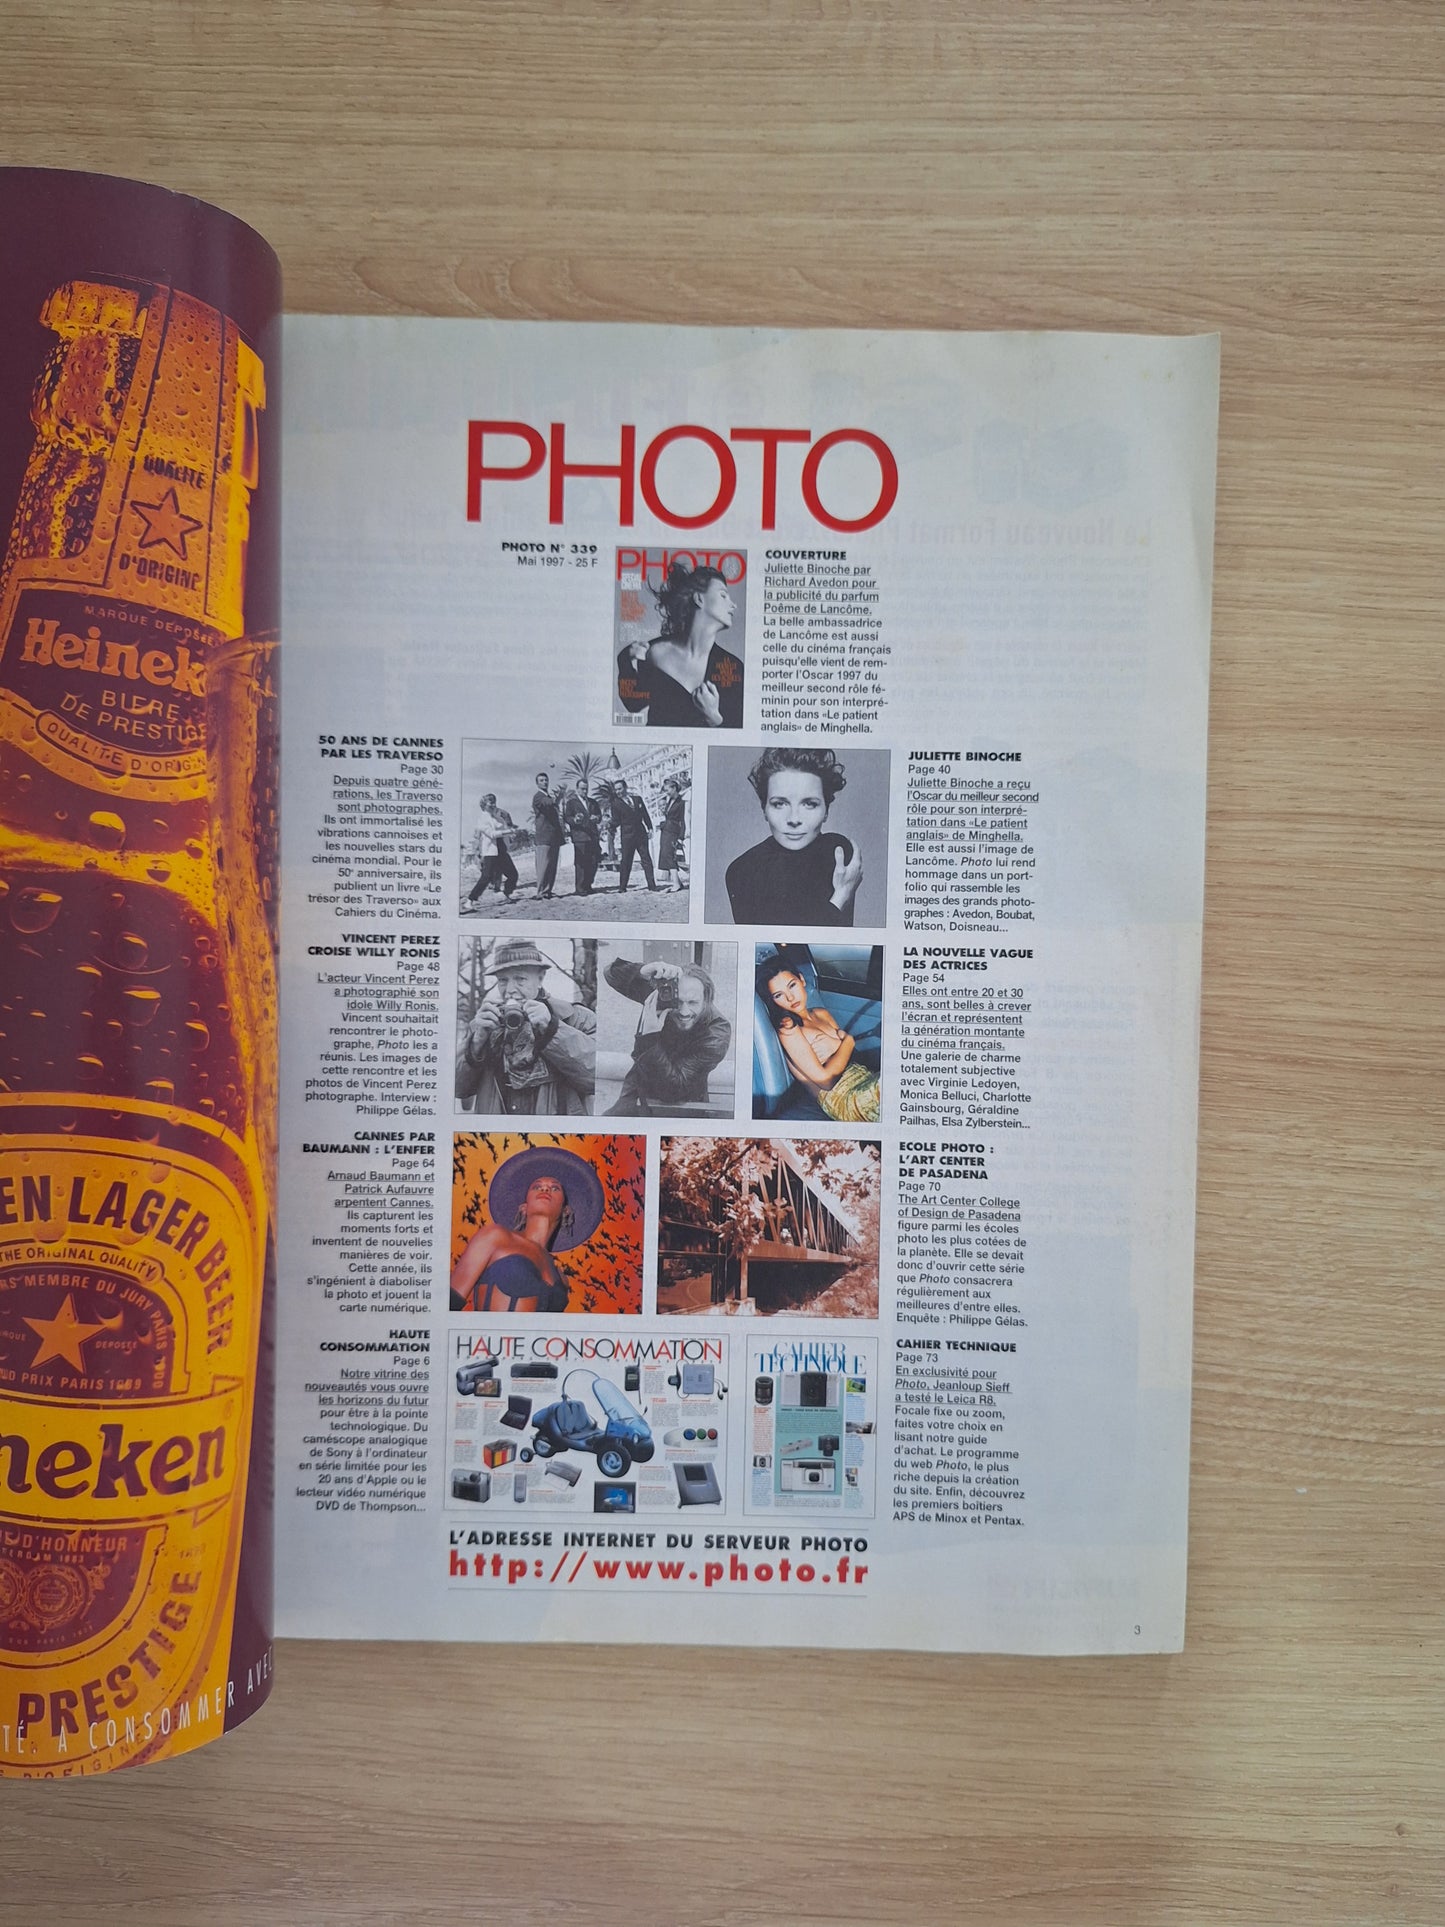 QUALITE
D'ORIGINE
MARQUE DEPOSÉE
Heinek
BIERE
DE PRESTIGE
QUALITE D'ORIGIN
EN LAGER BEER
THE ORIGINAL QUALITY
RS MEMBRE DU JURY PARIS 1900
DEPOSEE
ND PRIX PARIS 1889
neken
D'HONNEUR
TERDAM 1883
PRESTIGE
TÉ. A CONSOMMER AVEC
PHOTO
PHOTO N° 339
Mai 1997 - 25 F
PHOTO
COUVERTURE
Juliette Binoche par
Richard Avedon pour
la publicité du parfum
Poême de Lancôme.
La belle ambassadrice
de Lancôme est aussi
celle du cinéma français
puisqu'elle vient de rem-
porter l'Oscar 1997 du
meilleur second rôle fé-
minin pour son interpré-
tation dans «Le patient
anglais» de Minghella.
50 ANS DE CANNES
PAR LES TRAVERSO
Page 30
Depuis quatre géné-
rations, les Traverso
sont photographes.
Ils ont immortalisé les
vibrations cannoises et
les nouvelles stars du
cinéma mondial. Pour le
50e anniversaire, ils
publient un livre «Le
trésor des Traverso» aux
Cahiers du Cinéma.
JULIETTE BINOCHE
Page 40
Juliette Binoche a reçu
l'Oscar du meilleur second
rôle pour son interpré-
tation dans «Le patient
anglais» de Minghella.
Elle est aussi l'image de
Lancôme. Photo lui rend
hommage dans un port-
folio qui rassemble les
images des grands photo-
graphes : Avedon, Boubat,
Watson, Doisneau...
VINCENT PEREZ
CROISE WILLY RONIS
Page 48
L'acteur Vincent Perez
a photographié son
idole Willy Ronis.
Vincent souhaitait
rencontrer le photo-
graphe, Photo les a
réunis. Les images de
cette rencontre et les
photos de Vincent Perez
photographe. Interview :
Philippe Gélas.
LA NOUVELLE VAGUE
DES ACTRICES
Page 54
Elles ont entre 20 et 30
ans, sont belles à crever
l'écran et représentent
la génération montante
du cinéma français.
Une galerie de charme
totalement subjective
avec Virginie Ledoyen,
Monica Belluci, Charlotte
Gainsbourg, Géraldine
Pailhas, Elsa Zylberstein...
CANNES PAR
BAUMANN : L'ENFER
Page 64
Arnaud Baumann et
Patrick Aufauvre
arpentent Cannes.
Ils capturent les
moments forts et
inventent de nouvelles
manières de voir.
Cette année, ils
s'ingénient à diaboliser
la photo et jouent la
carte numérique.
ECOLE PHOTO :
L'ART CENTER
DE PASADENA
Page 70
The Art Center College
of Design de Pasadena
figure parmi les écoles
photo les plus cotées de
la planète. Elle se devait
donc d'ouvrir cette série
que Photo consacrera
régulièrement aux
meilleures d'entre elles.
Enquête : Philippe Gélas.
HAUTE
CONSOMMATION
Page 6
Notre vitrine des
nouveautés vous ouvre
les horizons du futur
pour être à la pointe
technologique. Du
caméscope analogique
de Sony à l'ordinateur
en série limitée pour les
20 ans d'Apple ou le
lecteur vidéo numérique
DVD de Thompson...
HAUTE CONSOMMATION
CAHIER
TECHNIQUE
CAHIER TECHNIQUE
Page 73
En exclusivité pour
Photo, Jeanloup Sieff
a testé le Leica R8.
Focale fixe ou zoom,
faites votre choix en
lisant notre guide
d'achat. Le programme
du web Photo, le plus
riche depuis la création
du site. Enfin, découvrez
les premiers boîtiers
APS de Minox et Pentax.
L'ADRESSE INTERNET DU SERVEUR PHOTO
http://www.photo.fr
3